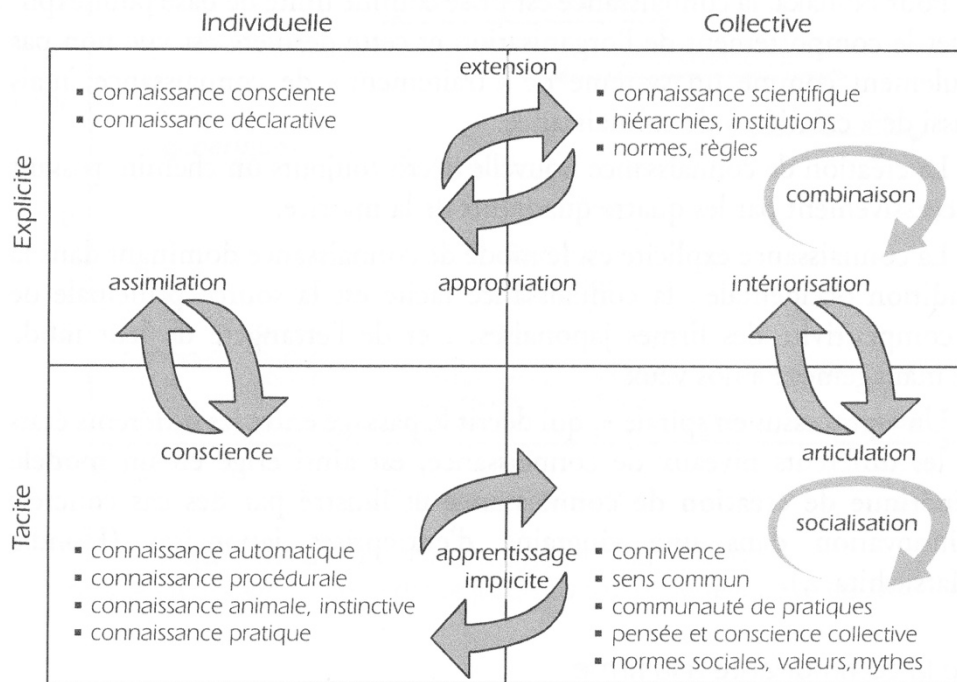 Individuelle
Collective
Explicite
Tacite
▪ connaissance consciente
▪ connaissance déclarative
extension
▪ connaissance scientifique
▪ hiérarchies, institutions
▪ normes, règles
combinaison
assimilation
appropriation
intériorisation
conscience
articulation
socialisation
▪ connaissance automatique
▪ connaissance procédurale
▪ connaissance animale, instinctive
▪ connaissance pratique
apprentissage
implicite
▪ connivence
▪ sens commun
▪ communauté de pratiques
▪ pensée et conscience collective
▪ normes sociales, valeurs,mythes